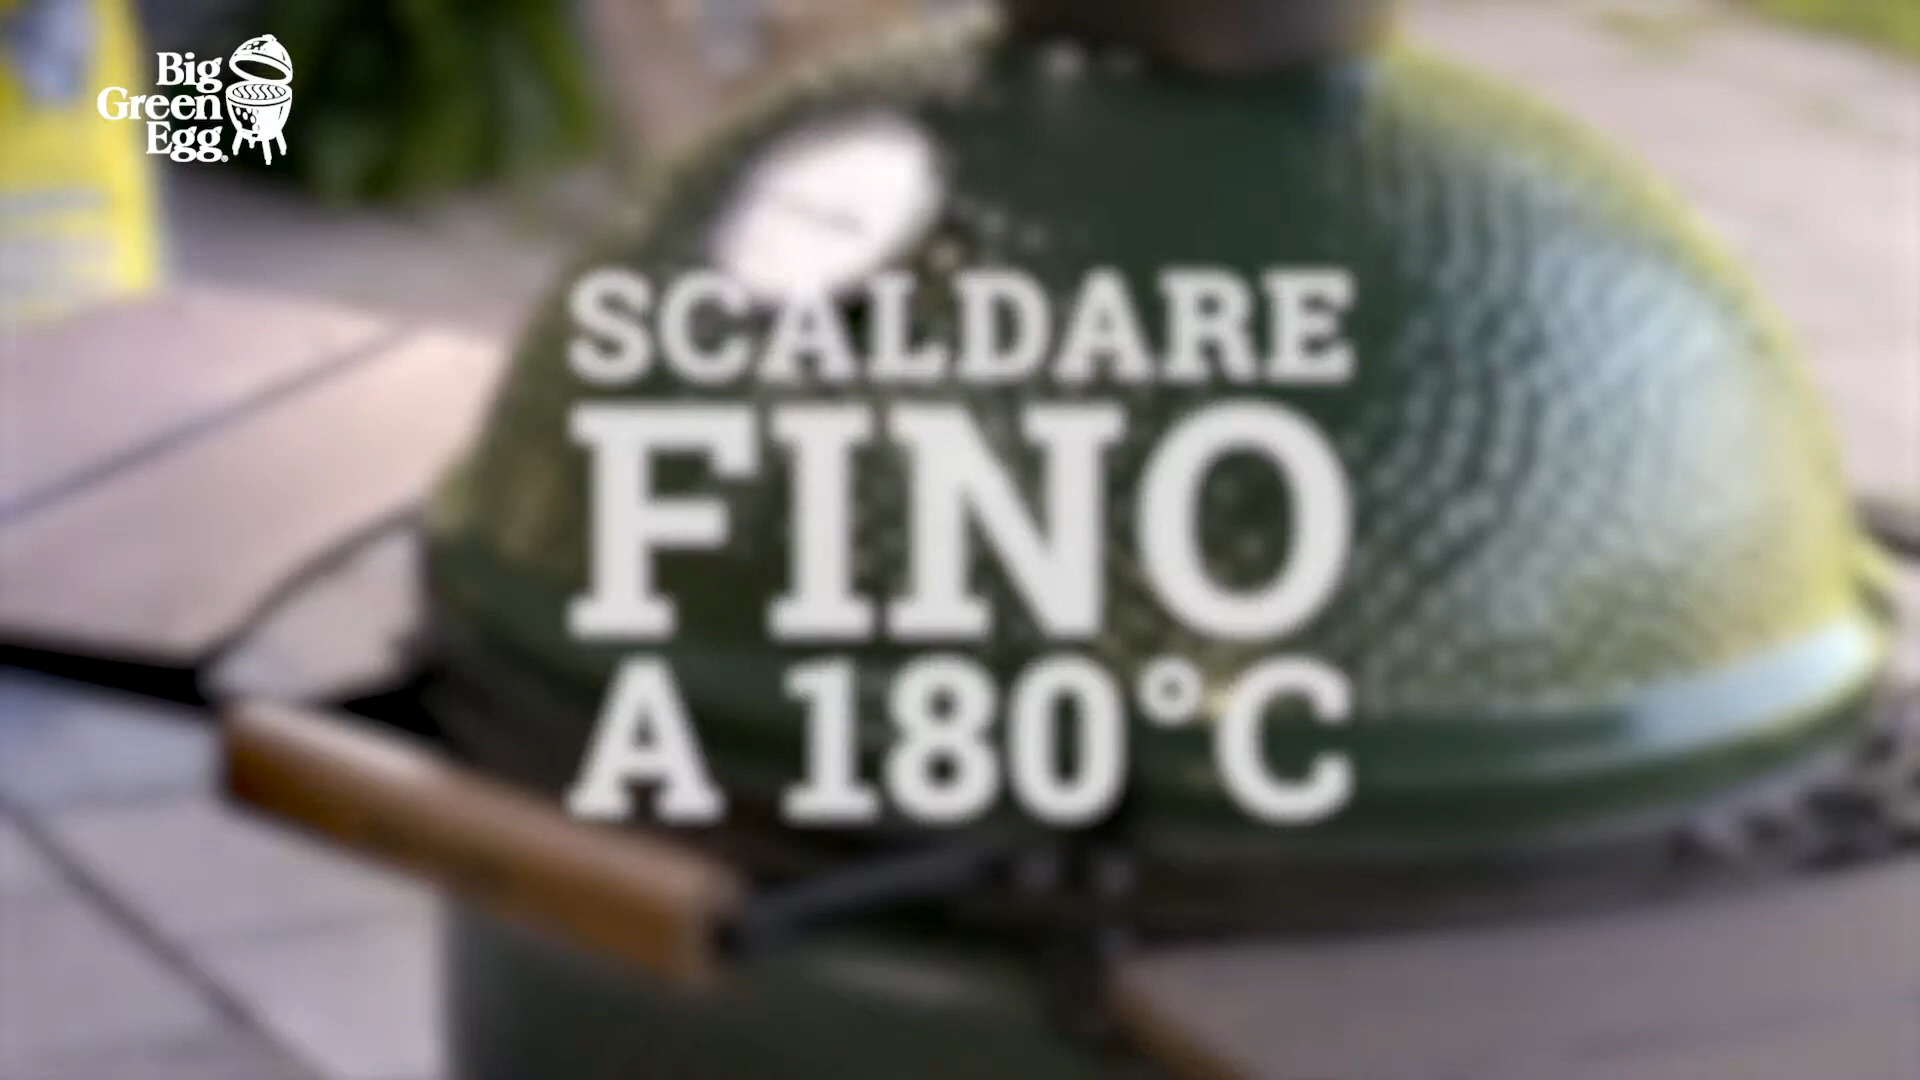 Big
Green
Egg.
SCALDARE
FINO
A 180°C